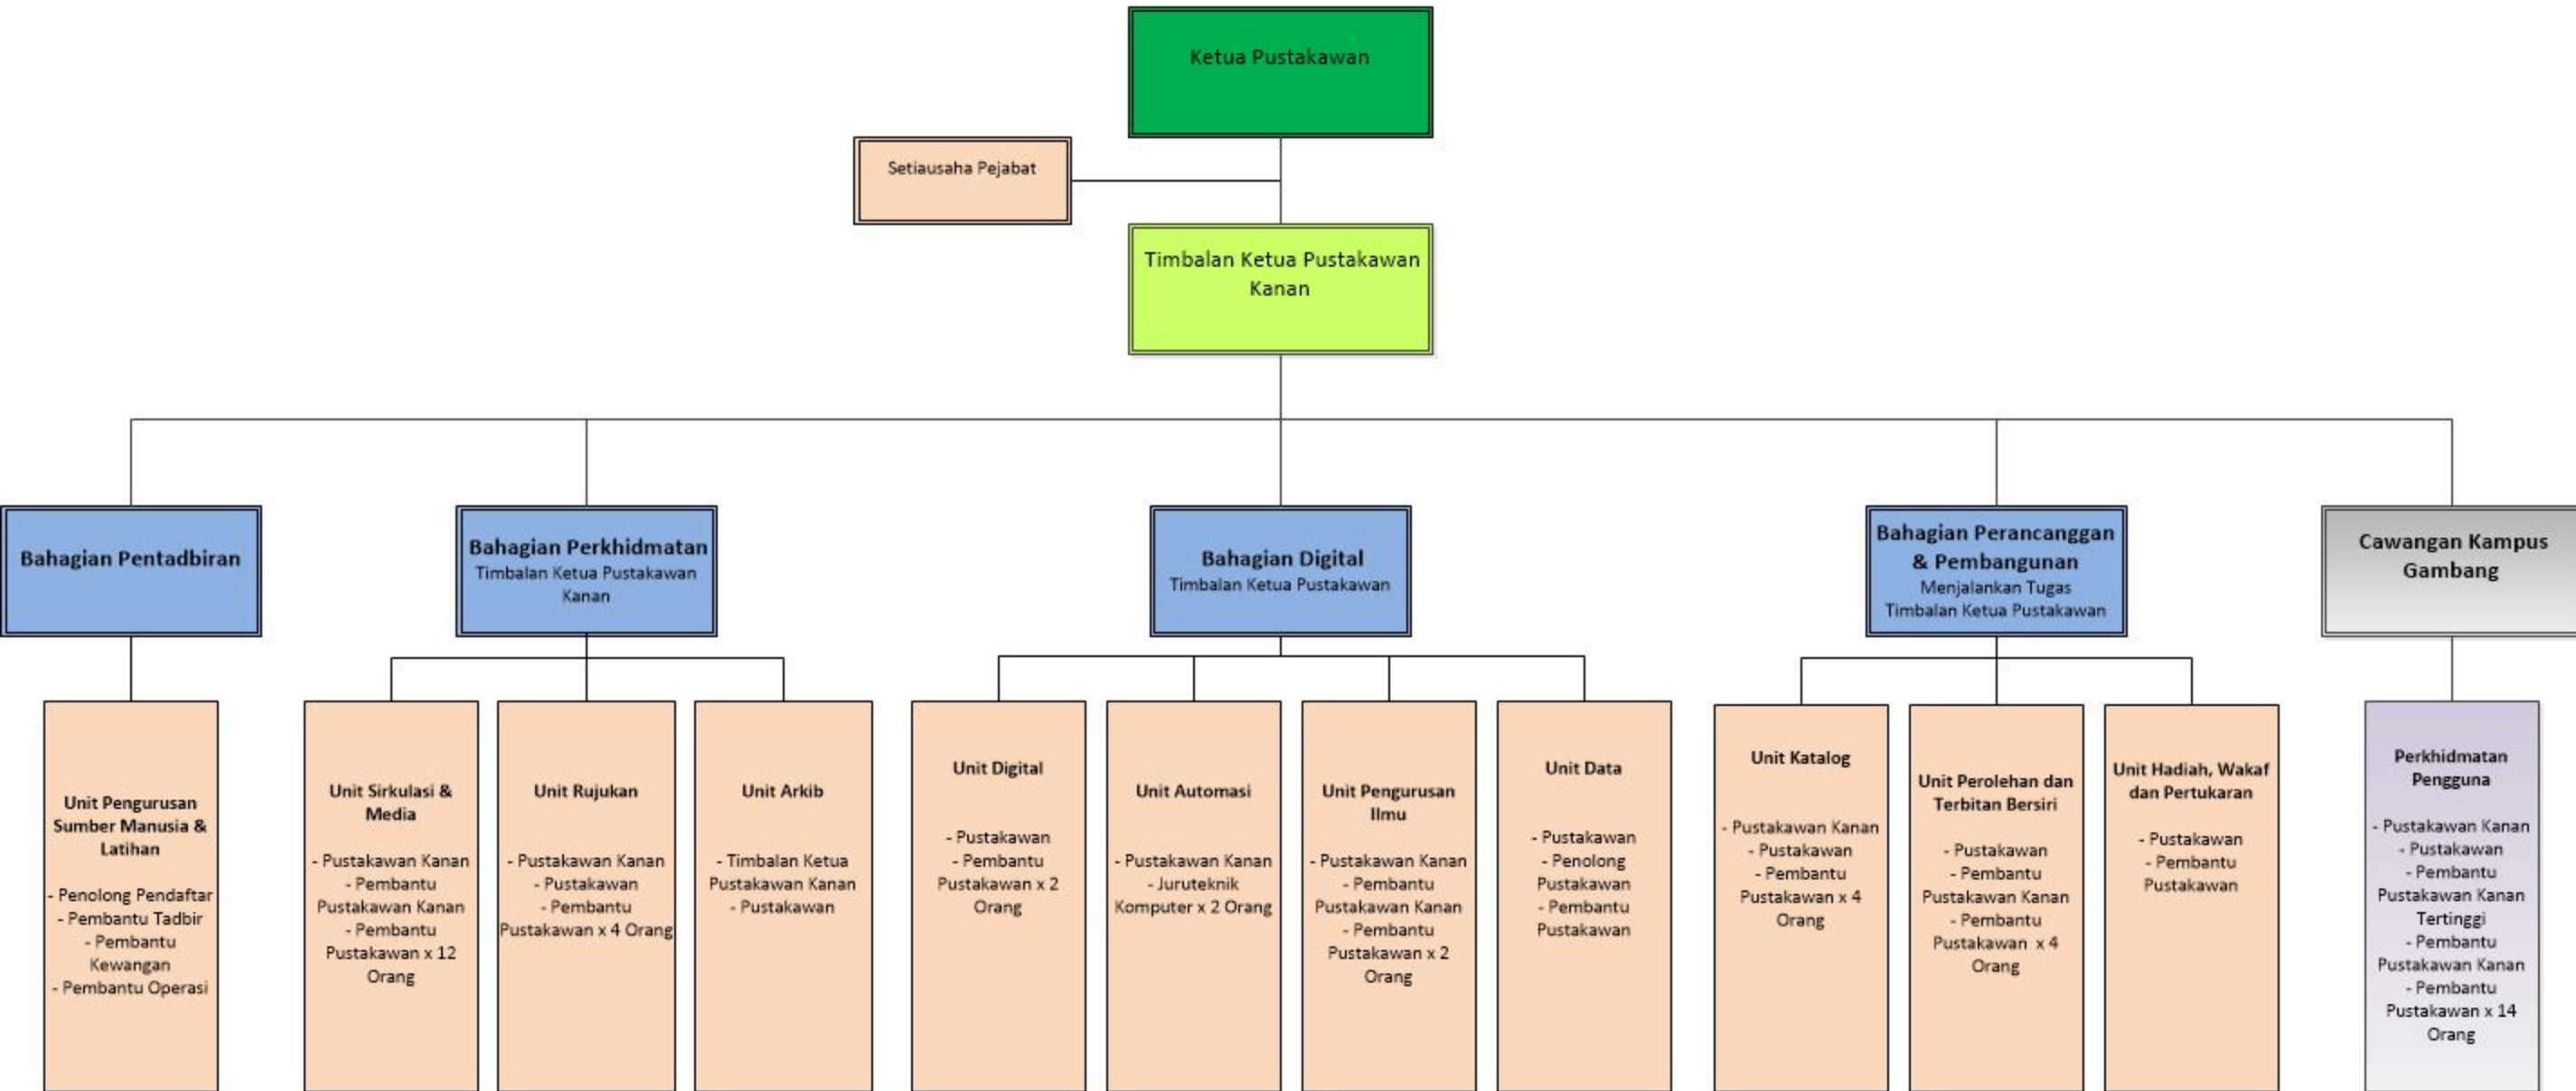 Ketua Pustakawan
Setiausaha Pejabat
Timbalan Ketua Pustakawan
Kanan
Bahagian Pentadbiran
Bahagian Perkhidmatan
Timbalan Ketua Pustakawan
Kanan
Bahagian Digital
Timbalan Ketua Pustakawan
Bahagian Perancanggan
& Pembangunan
Menjalankan Tugas
Timbalan Ketua Pustakawan
Cawangan Kampus
Gambang
Unit Pengurusan
Sumber Manusia &
Latihan
- Penolong Pendaftar
- Pembantu Tadbir
- Pembantu
Kewangan
- Pembantu Operasi
Unit Sirkulasi &
Media
- Pustakawan Kanan
- Pembantu
Pustakawan Kanan
- Pembantu
Pustakawan x 12
Orang
Unit Rujukan
- Pustakawan Kanan
- Pustakawan
- Pembantu
Pustakawan x 4 Orang
Unit Arkib
- Timbalan Ketua
Pustakawan Kanan
- Pustakawan
Unit Digital
- Pustakawan
- Pembantu
Pustakawan x 2
Orang
Unit Automasi
- Pustakawan Kanan
- Juruteknik
Komputer x 2 Orang
Unit Pengurusan
Ilmu
- Pustakawan Kanan
- Pembantu
Pustakawan Kanan
- Pembantu
Pustakawan x 2
Orang
Unit Data
- Pustakawan
- Penolong
Pustakawan
- Pembantu
Pustakawan
Unit Katalog
- Pustakawan Kanan
- Pustakawan
- Pembantu
Pustakawan x 4
Orang
Unit Perolehan dan
Terbitan Bersiri
- Pustakawan
- Pembantu
Pustakawan Kanan
- Pembantu
Pustakawan x 4
Orang
Unit Hadiah, Wakaf
dan Pertukaran
- Pustakawan
- Pembantu
Pustakawan
Perkhidmatan
Pengguna
- Pustakawan Kanan
- Pustakawan
- Pembantu
Pustakawan Kanan
Tertinggi
- Pembantu
Pustakawan Kanan
- Pembantu
Pustakawan x 14
Orang